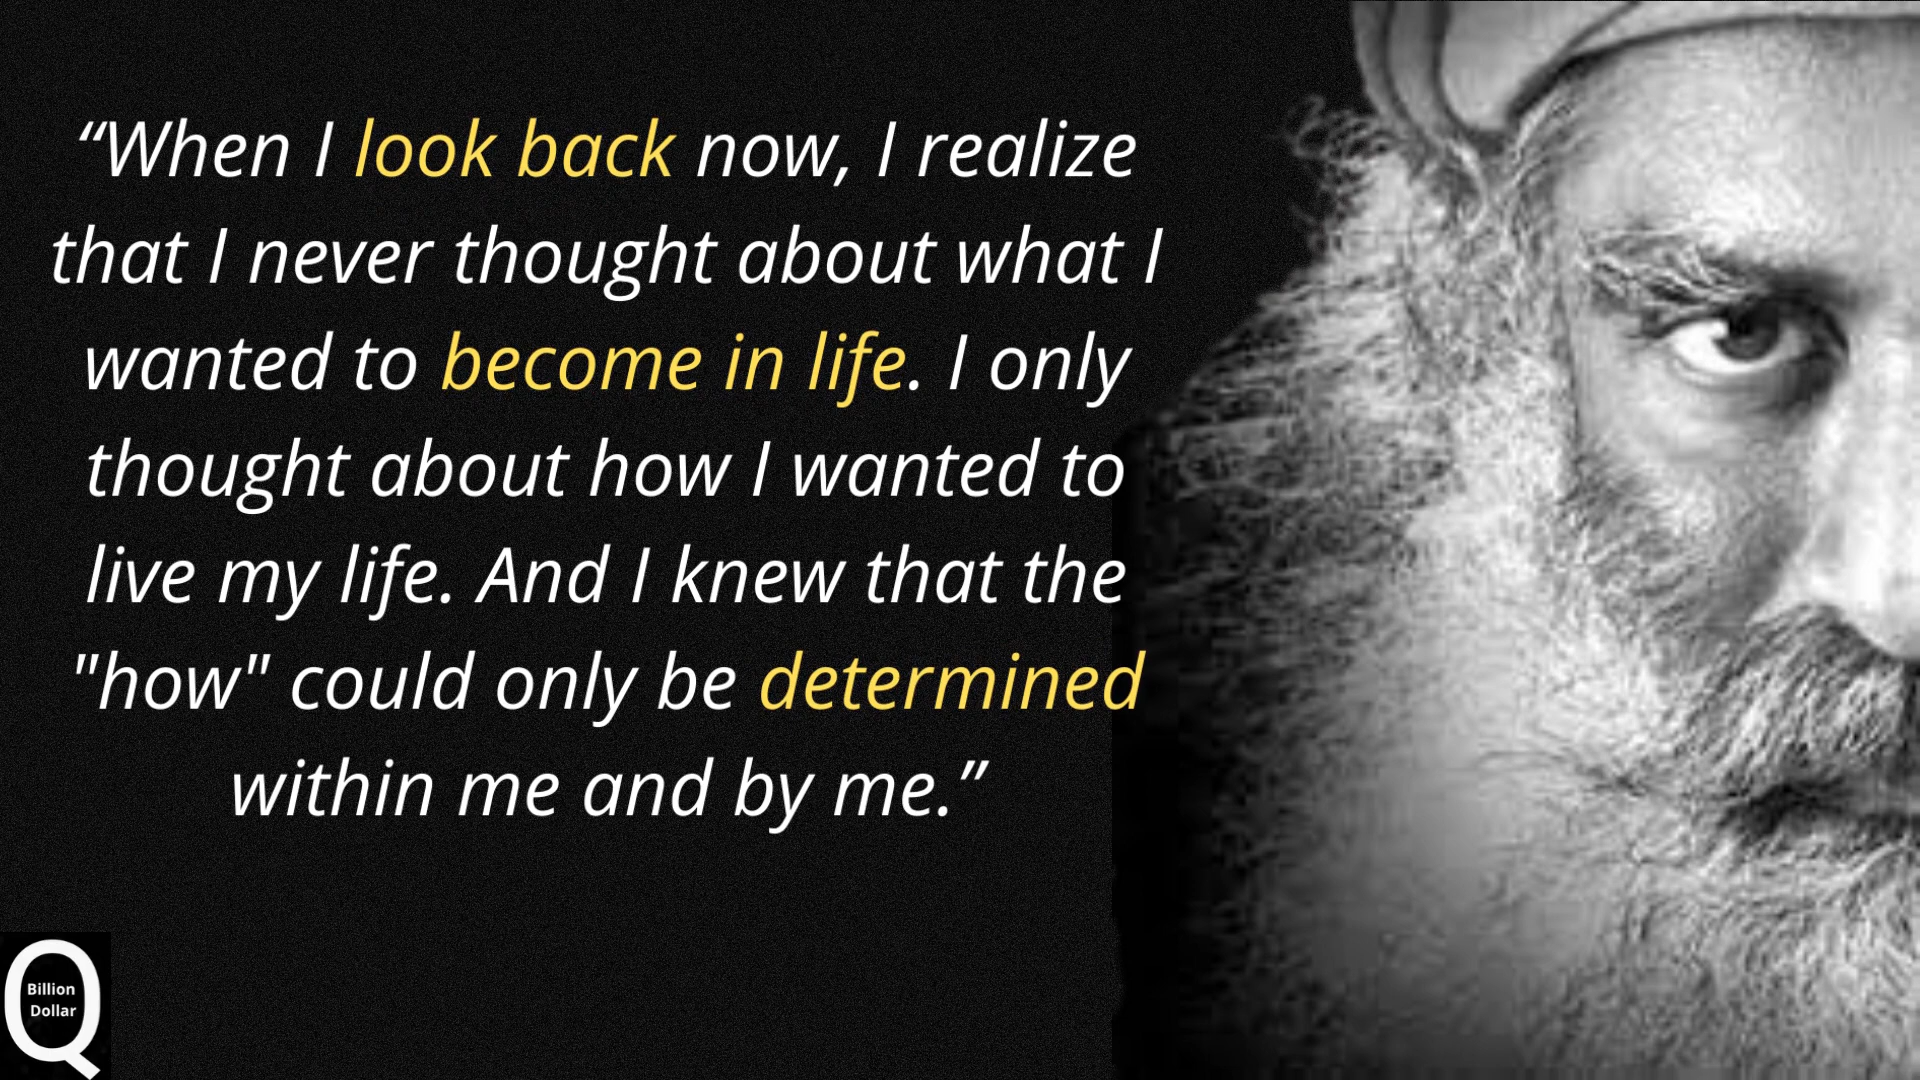 “When I look back now, I realize
that I never thought about what I
wanted to become in life. I only
thought about how I wanted to
live my life. And I knew that the
"how" could only be determined
within me and by me.”
Q
Billion
Dollar